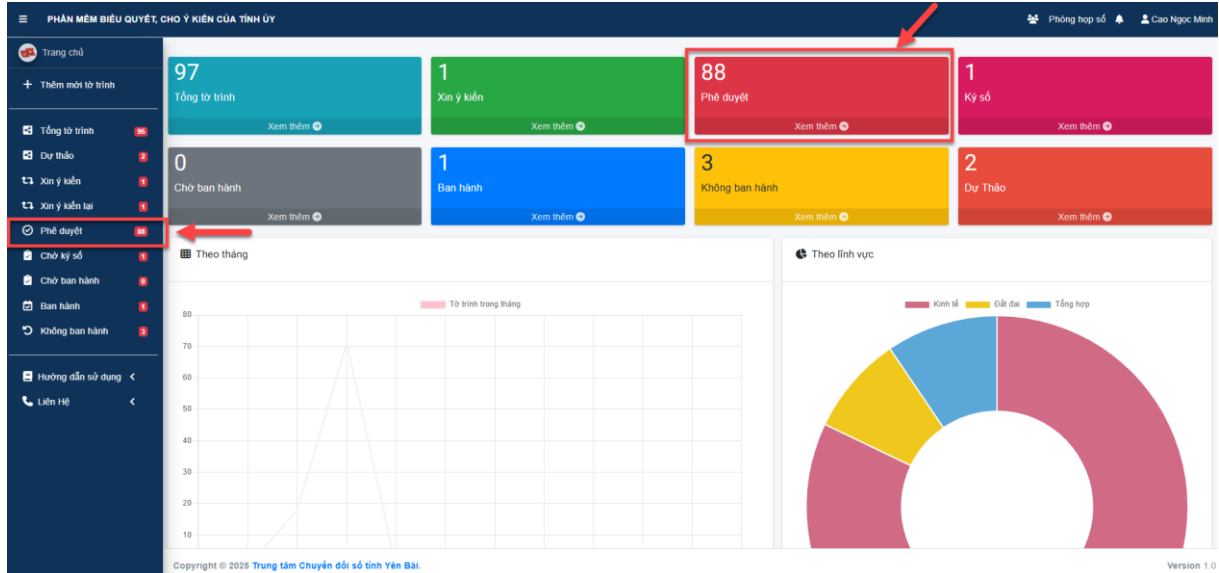 PHẦN MỀM BIỂU QUYẾT, CHO Ý KIẾN CỦA TỈNH ỦY
Phòng họp số
Cao Ngọc Minh
Trang chủ
Thêm mới tờ trình
Tổng tờ trình 95
Dự thảo 2
Xin ý kiến 1
Xin ý kiến lại 1
Phê duyệt 88
Chờ ký số 1
Chờ ban hành 0
Ban hành 1
Không ban hành 3
Hướng dẫn sử dụng
Liên Hệ
97
Tổng tờ trình
Xem thêm
1
Xin ý kiến
Xem thêm
88
Phê duyệt
Xem thêm
1
Ký số
Xem thêm
0
Chờ ban hành
Xem thêm
1
Ban hành
Xem thêm
3
Không ban hành
Xem thêm
2
Dự Thảo
Xem thêm
Theo tháng
Tờ trình trong tháng
80
70
60
50
40
30
20
10
Theo lĩnh vực
Kinh tế Đất đai Tổng hợp
Copyright © 2025 Trung tâm Chuyển đổi số tỉnh Yên Bái.
Version 1.0